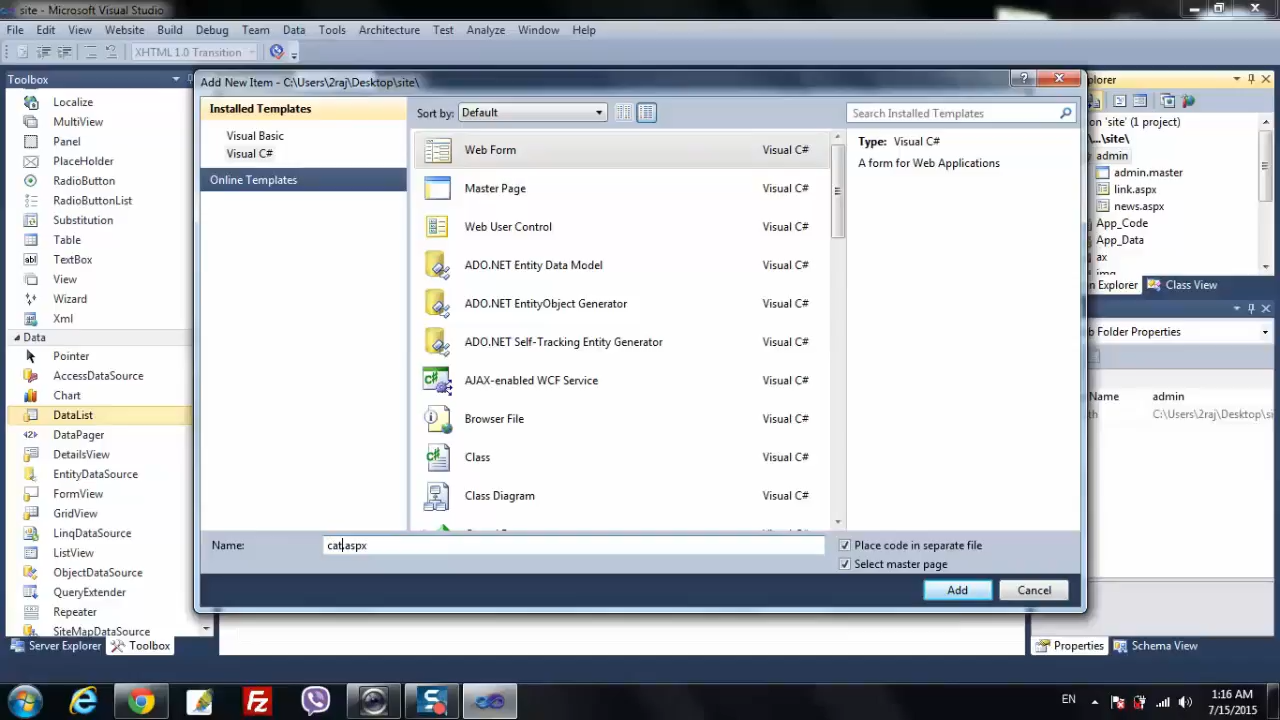 site - Microsoft Visual Studio
File Edit View Website Build Debug Team Data Tools Architecture Test Analyze Window Help
XHTML 1.0 Transition
Toolbox
Localize
MultiView
Panel
PlaceHolder
RadioButton
RadioButtonList
Substitution
Table
TextBox
View
Wizard
Xml
Data
Pointer
AccessDataSource
Chart
DataList
DataPager
DetailsView
EntityDataSource
FormView
GridView
LinqDataSource
ListView
ObjectDataSource
QueryExtender
Repeater
SiteMapDataSource
Server Explorer Toolbox
Add New Item - C:\Users\2raj\Desktop\site\
Installed Templates
Visual Basic
Visual C#
Online Templates
Sort by: Default
Search Installed Templates
Web Form Visual C#
Master Page Visual C#
Web User Control Visual C#
ADO.NET Entity Data Model Visual C#
ADO.NET EntityObject Generator Visual C#
ADO.NET Self-Tracking Entity Generator Visual C#
AJAX-enabled WCF Service Visual C#
Browser File Visual C#
Class Visual C#
Class Diagram Visual C#
Type: Visual C#
A form for Web Applications
Name: cat.aspx
Place code in separate file
Select master page
Add Cancel
plorer
on 'site' (1 project)
\...\site\
admin
admin.master
link.aspx
news.aspx
App_Code
App_Data
ax
img
n Explorer Class View
b Folder Properties
Name admin
th C:\Users\2raj\Desktop\si
Properties Schema View
EN
1:16 AM
7/15/2015